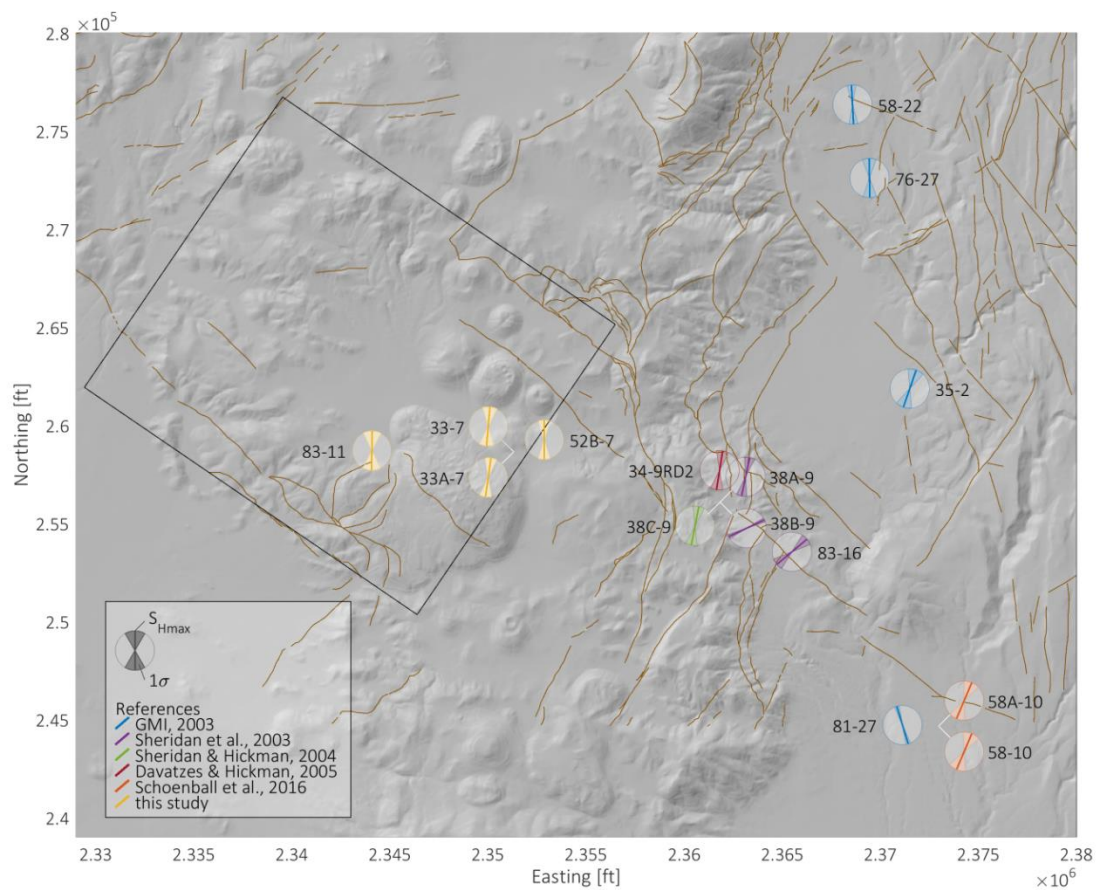 ×10⁵
2.8
2.75
2.7
2.65
2.6
2.55
2.5
2.45
2.4
Northing [ft]
58-22
76-27
35-2
33-7
52B-7
83-11
33A-7
34-9RD2
38A-9
38C-9
38B-9
83-16
58A-10
81-27
58-10
S_Hmax
1σ
References
GMI, 2003
Sheridan et al., 2003
Sheridan & Hickman, 2004
Davatzes & Hickman, 2005
Schoenball et al., 2016
this study
2.33 2.335 2.34 2.345 2.35 2.355 2.36 2.365 2.37 2.375 2.38
Easting [ft]
×10⁶